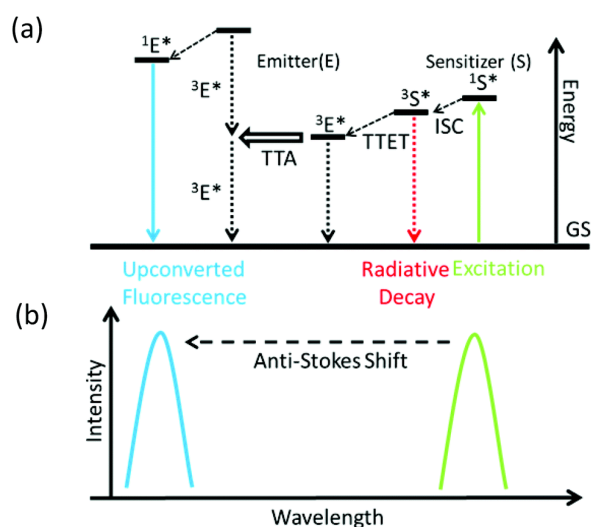 (a)
¹E*
Emitter(E)
Sensitizer (S)
¹S*
³E*
³S*
ISC
³E*
TTET
TTA
³E*
Energy
GS
Upconverted
Fluorescence
Radiative
Decay
Excitation
(b)
Anti-Stokes Shift
Intensity
Wavelength